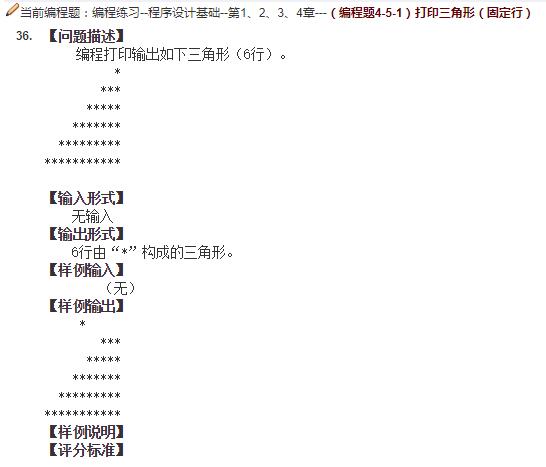 当前编程题：编程练习--程序设计基础--第1、2、3、4章---（编程题4-5-1）打印三角形（固定行）
36. 【问题描述】
编程打印输出如下三角形（6行）。
          *
        ***
      *****
    *******
  *********
***********
【输入形式】
无输入
【输出形式】
6行由“*”构成的三角形。
【样例输入】
（无）
【样例输出】
     *
        ***
      *****
    *******
  *********
***********
【样例说明】
【评分标准】